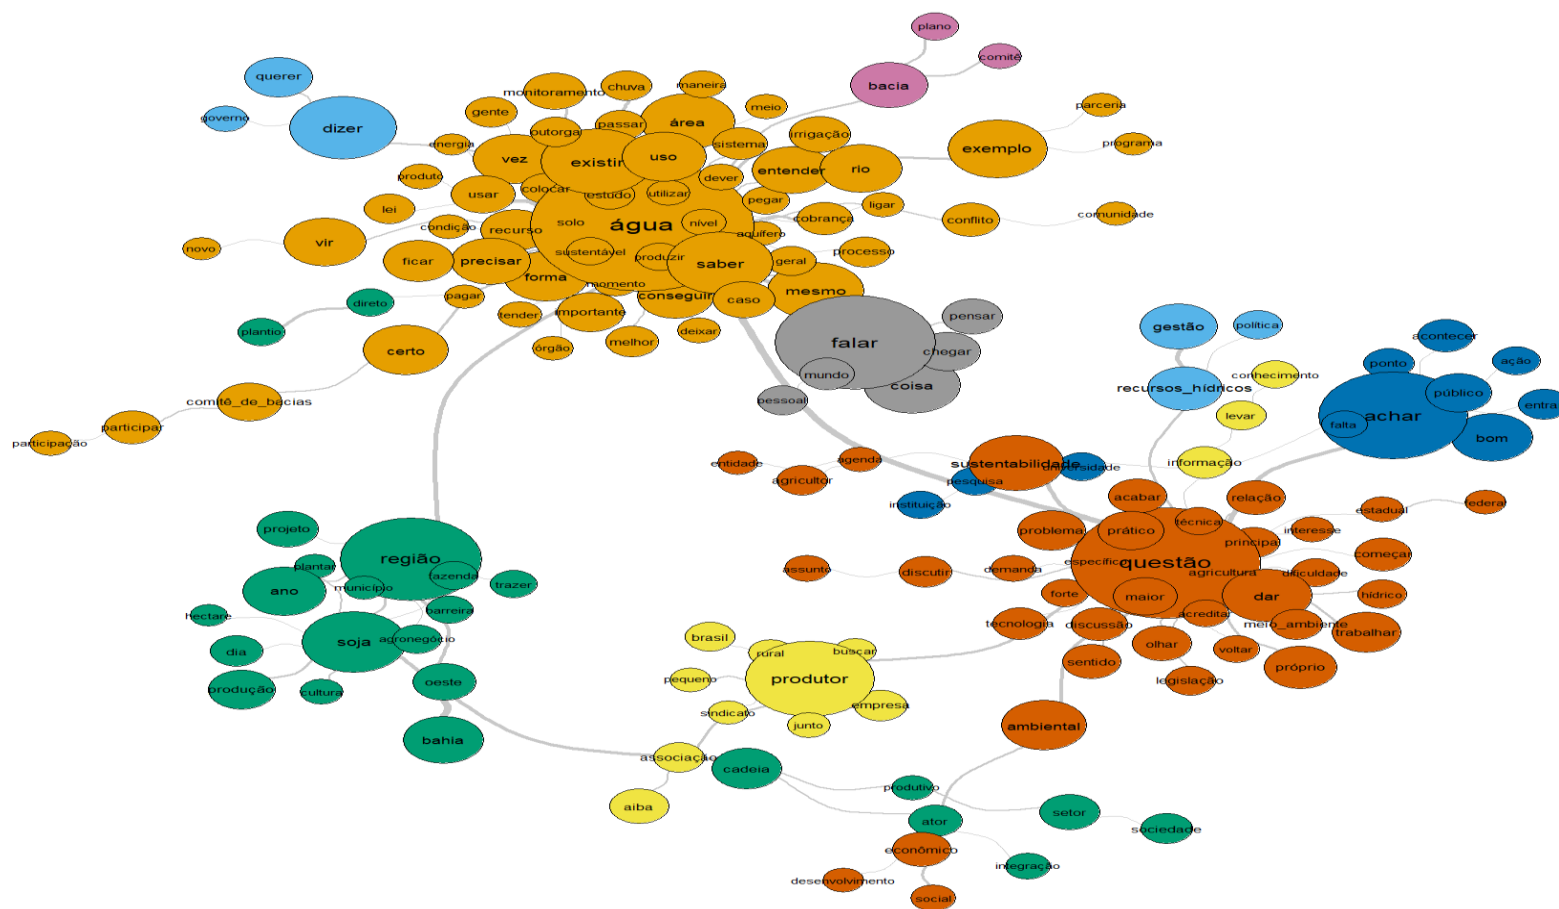 plano
comitê
bacia
querer
governo
dizer
monitoramento
chuva
maneira
gente
passar
área
meio
parceria
outorga
energia
vez
existir
uso
sistema
irrigação
exemplo
programa
produto
usar
colocar
estudo
utilizar
dever
entender
rio
lei
condição
recurso
solo
água
nível
pegar
cobrança
ligar
conflito
comunidade
aquífero
novo
vir
ficar
precisar
forma
sustentável
produzir
saber
geral
processo
momento
conseguir
caso
mesmo
direto
pagar
plantio
tender
importante
órgão
melhor
deixar
certo
comitê_de_bacias
participar
participação
falar
pensar
chegar
mundo
coisa
pessoal
gestão
política
recursos_hídricos
conhecimento
levar
informação
acontecer
ponto
ação
público
achar
entra
falta
bom
entidade
agenda
agricultor
sustentabilidade
universidade
pesquisa
instituição
acabar
relação
estadual
federal
problema
prático
técnica
principal
interesse
começar
assunto
discutir
demanda
específico
questão
agricultura
dificuldade
hídrico
forte
maior
dar
acreditar
meio_ambiente
trabalhar
tecnologia
discussão
sentido
olhar
voltar
legislação
próprio
ambiental
projeto
região
plantar
fazenda
trazer
ano
município
hectare
barreira
soja
agronegócio
dia
produção
cultura
oeste
bahia
brasil
rural
buscar
pequeno
produtor
sindicato
junto
empresa
associação
aiba
cadeia
produtivo
ator
setor
sociedade
econômico
integração
desenvolvimento
social